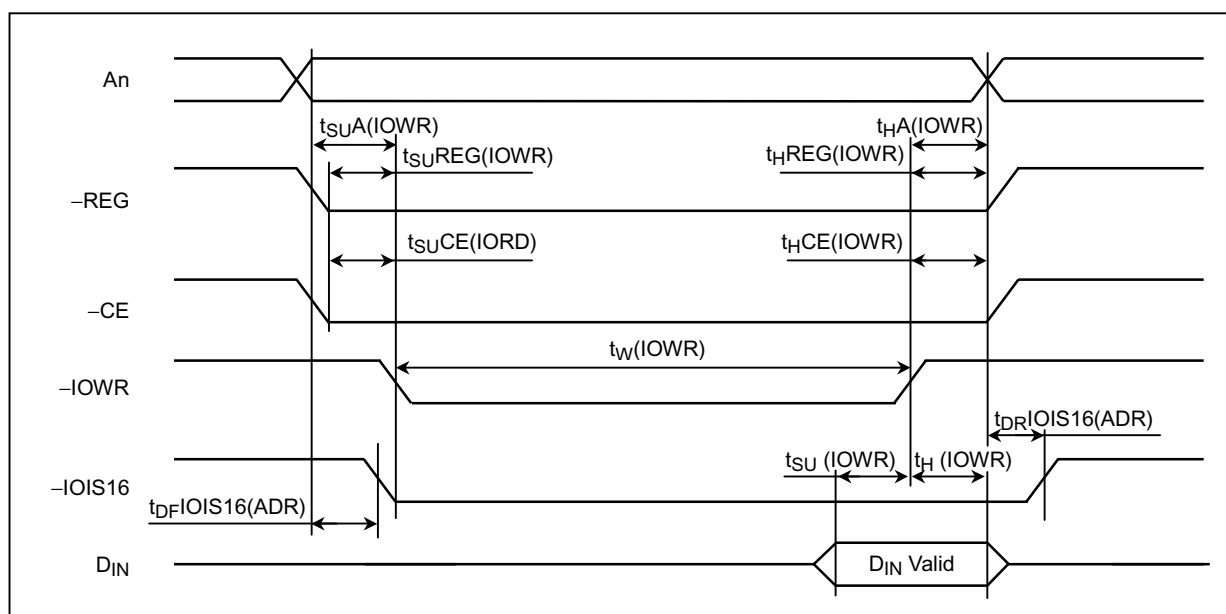 An
tSUA(IOWR)
tHA(IOWR)
tSUREG(IOWR)
tHREG(IOWR)
–REG
tSUCE(IORD)
tHCE(IOWR)
–CE
tW(IOWR)
–IOWR
tDRIOIS16(ADR)
tSU (IOWR)
tH (IOWR)
–IOIS16
tDFIOIS16(ADR)
DIN
DIN Valid